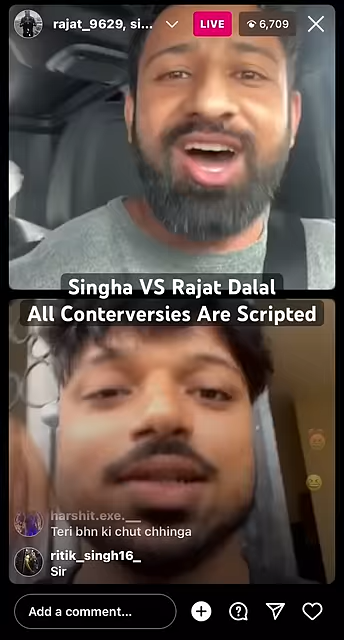 rajat_9629, si...
LIVE
6,709
Singha VS Rajat Dalal
All Conterversies Are Scripted
harshit.exe.__
Teri bhn ki chut chhinga
ritik_singh16_
Sir
Add a comment...